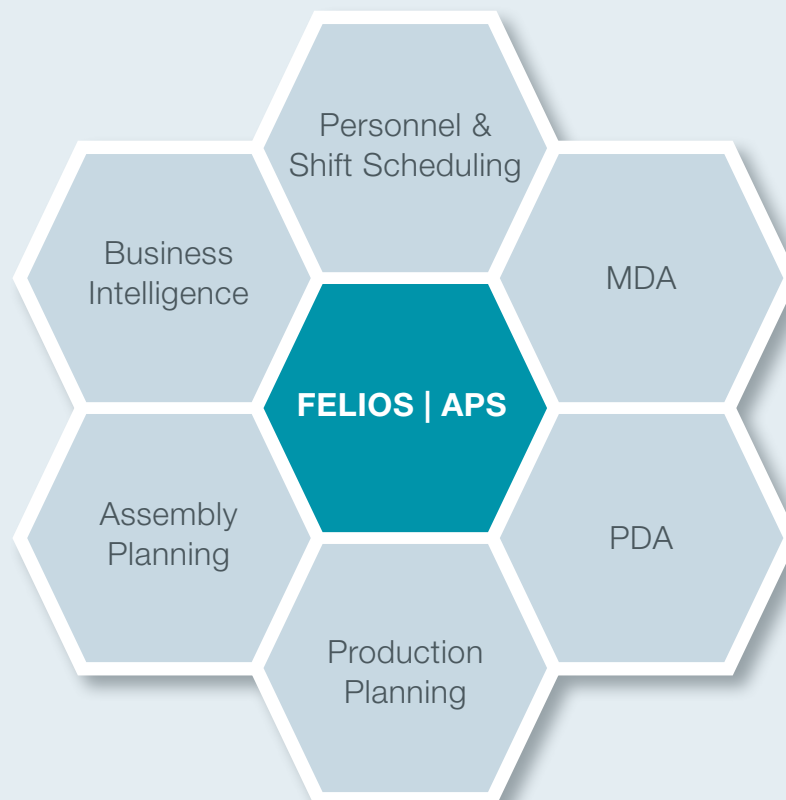 Personnel &
Shift Scheduling
Business
Intelligence
MDA
FELIOS | APS
Assembly
Planning
PDA
Production
Planning